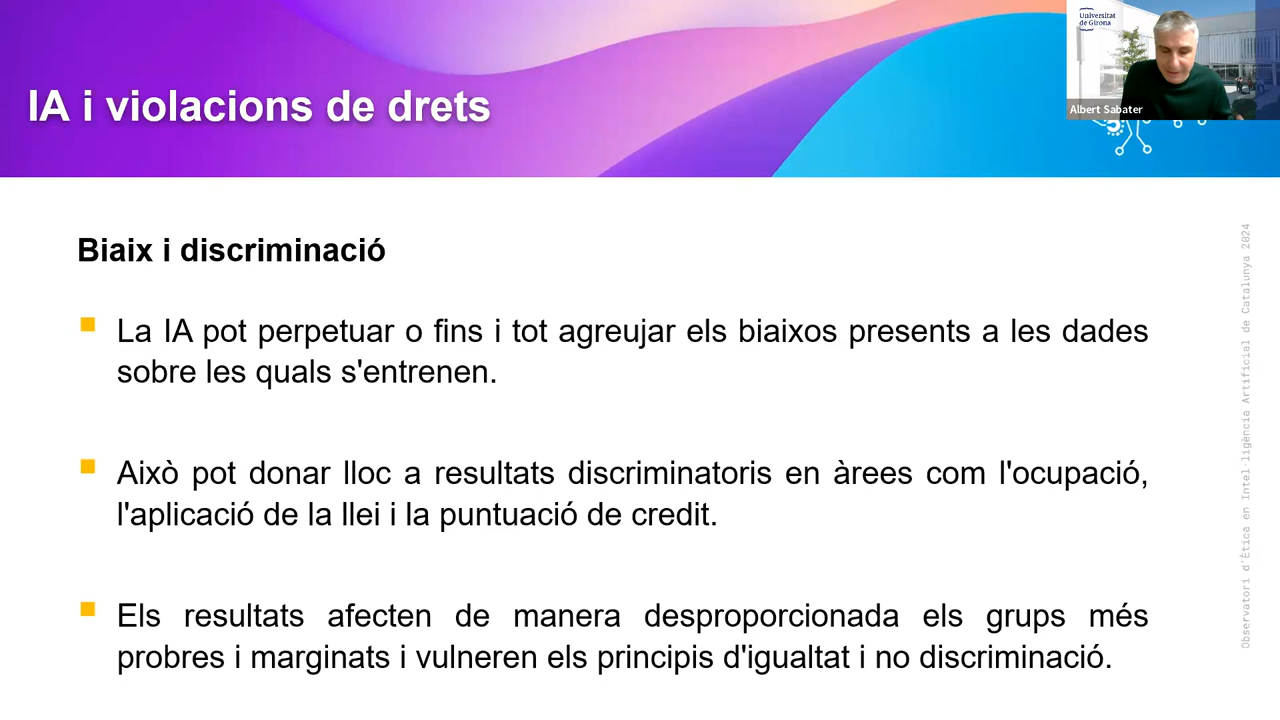 IA i violacions de drets
Universitat
de Girona
Albert Sabater
Biaix i discriminació
La IA pot perpetuar o fins i tot agreujar els biaixos presents a les dades
sobre les quals s'entrenen.
Això pot donar lloc a resultats discriminatoris en àrees com l'ocupació,
l'aplicació de la llei i la puntuació de credit.
Els resultats afecten de manera desproporcionada els grups més
probres i marginats i vulneren els principis d'igualtat i no discriminació.
Observatori d'Ètica en Intel·ligència Artificial de Catalunya 2024